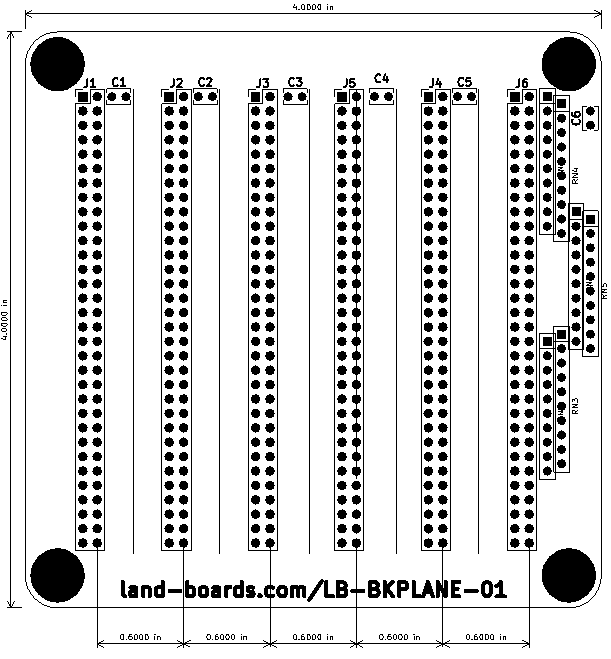 4.0000 in
J1 C1 J2 C2 J3 C3 J5 C4 J4 C5 J6
C6
RN4
4.0000 in
RN5
RN3
land-boards.com/LB-BKPLANE-01
0.6000 in 0.6000 in 0.6000 in 0.6000 in 0.6000 in